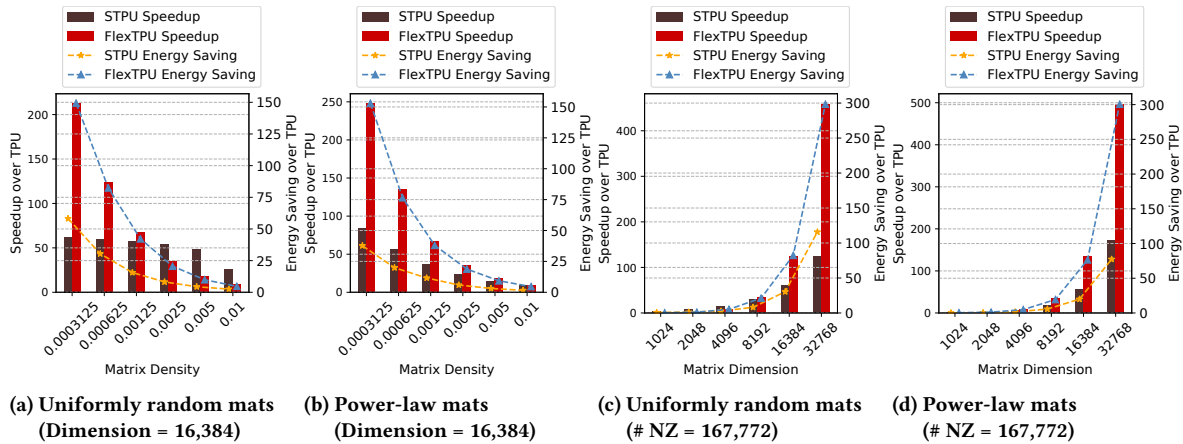 STPU Speedup
FlexTPU Speedup
STPU Energy Saving
FlexTPU Energy Saving
Speedup over TPU
200
150
100
50
0
150
125
100
75
50
25
0
Energy Saving over TPU
0.0003125
0.000625
0.00125
0.0025
0.005
0.01
Matrix Density
(a) Uniformly random mats
(Dimension = 16,384)
STPU Speedup
FlexTPU Speedup
STPU Energy Saving
FlexTPU Energy Saving
Speedup over TPU
250
200
150
100
50
0
150
125
100
75
50
25
0
Energy Saving over TPU
0.0003125
0.000625
0.00125
0.0025
0.005
0.01
Matrix Density
(b) Power-law mats
(Dimension = 16,384)
STPU Speedup
FlexTPU Speedup
STPU Energy Saving
FlexTPU Energy Saving
Speedup over TPU
400
300
200
100
0
300
250
200
150
100
50
0
Energy Saving over TPU
1024
2048
4096
8192
16384
32768
Matrix Dimension
(c) Uniformly random mats
(# NZ = 167,772)
STPU Speedup
FlexTPU Speedup
STPU Energy Saving
FlexTPU Energy Saving
Speedup over TPU
500
400
300
200
100
0
300
250
200
150
100
50
0
Energy Saving over TPU
1024
2048
4096
8192
16384
32768
Matrix Dimension
(d) Power-law mats
(# NZ = 167,772)